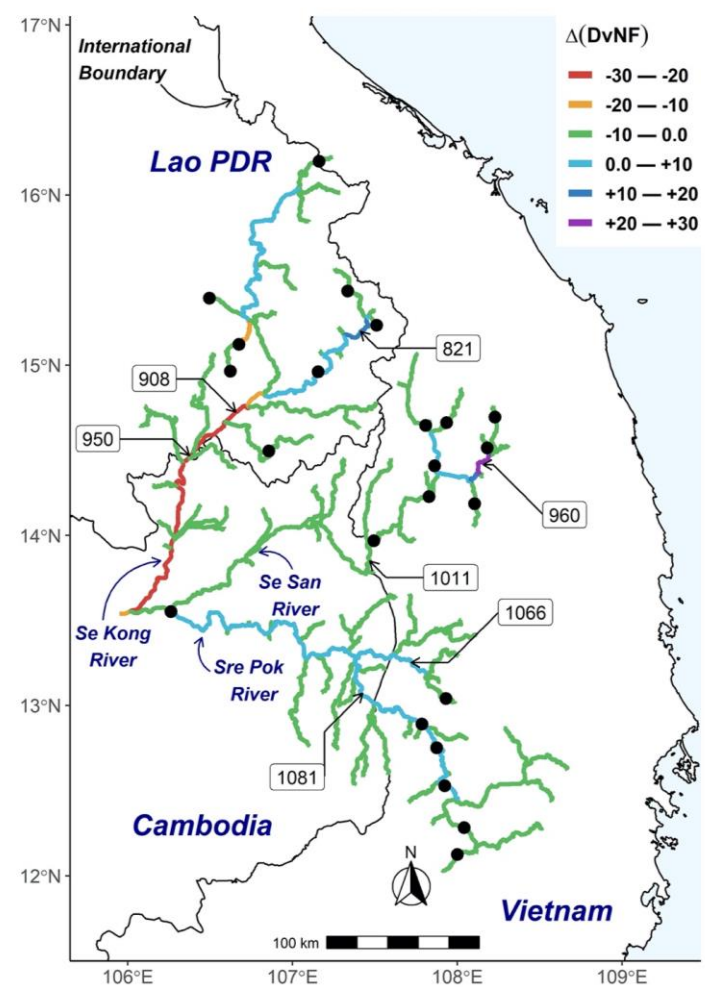 17°N
16°N
15°N
14°N
13°N
12°N
International
Boundary
Lao PDR
Δ(DvNF)
-30 — -20
-20 — -10
-10 — 0.0
0.0 — +10
+10 — +20
+20 — +30
821
908
950
960
1011
Se San
River
1066
Se Kong
River
Sre Pok
River
1081
Cambodia
N
Vietnam
100 km
106°E
107°E
108°E
109°E